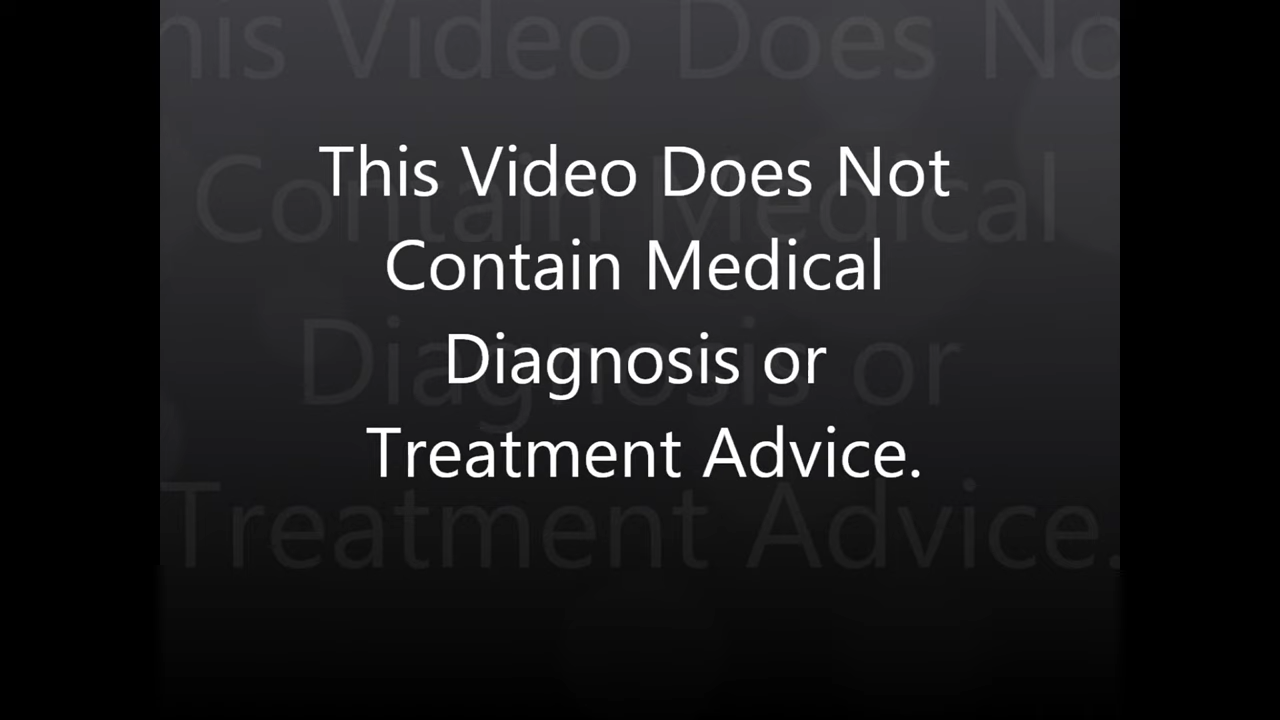 This Video Does Not
Contain Medical
Diagnosis or
Treatment Advice.